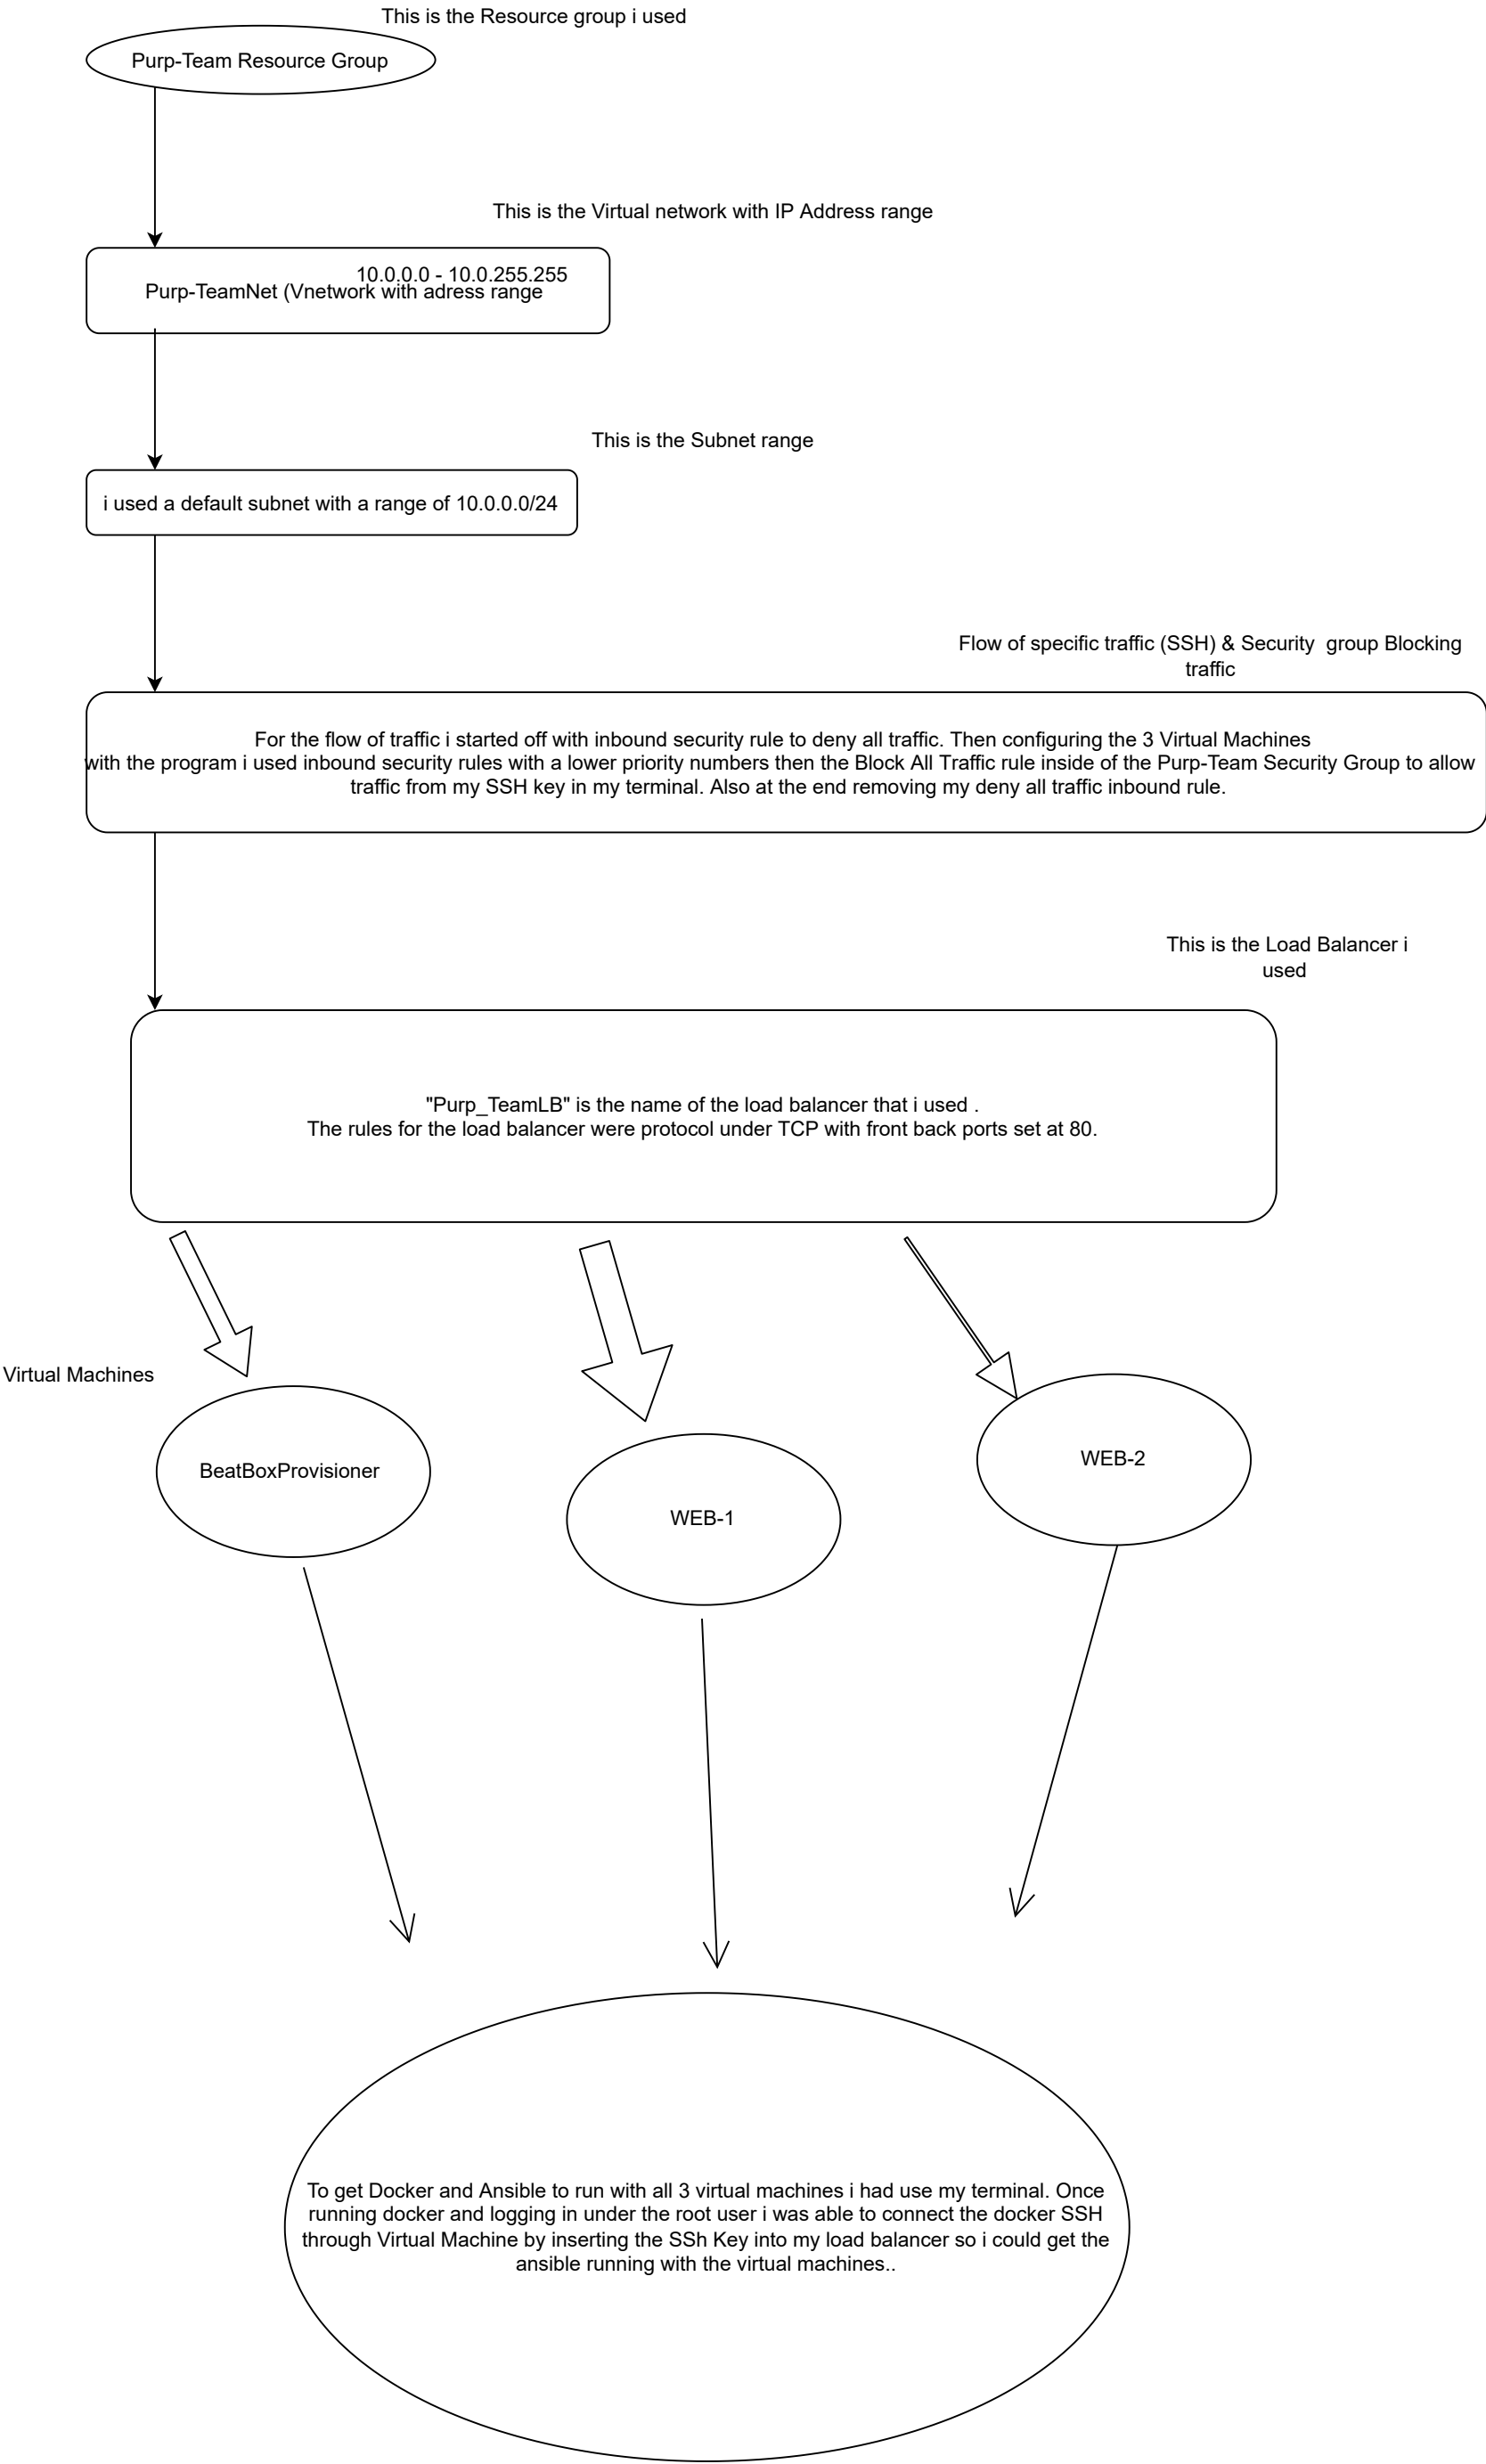 This is the Resource group i used
Purp-Team Resource Group
This is the Virtual network with IP Address range
10.0.0.0 - 10.0.255.255
Purp-TeamNet (Vnetwork with adress range
This is the Subnet range
i used a default subnet with a range of 10.0.0.0/24
Flow of specific traffic (SSH) & Security  group Blocking
traffic
For the flow of traffic i started off with inbound security rule to deny all traffic. Then configuring the 3 Virtual Machines
with the program i used inbound security rules with a lower priority numbers then the Block All Traffic rule inside of the Purp-Team Security Group to allow
traffic from my SSH key in my terminal. Also at the end removing my deny all traffic inbound rule.
This is the Load Balancer i
used
"Purp_TeamLB" is the name of the load balancer that i used .
The rules for the load balancer were protocol under TCP with front back ports set at 80.
Virtual Machines
BeatBoxProvisioner
WEB-1
WEB-2
To get Docker and Ansible to run with all 3 virtual machines i had use my terminal. Once
running docker and logging in under the root user i was able to connect the docker SSH
through Virtual Machine by inserting the SSh Key into my load balancer so i could get the
ansible running with the virtual machines..